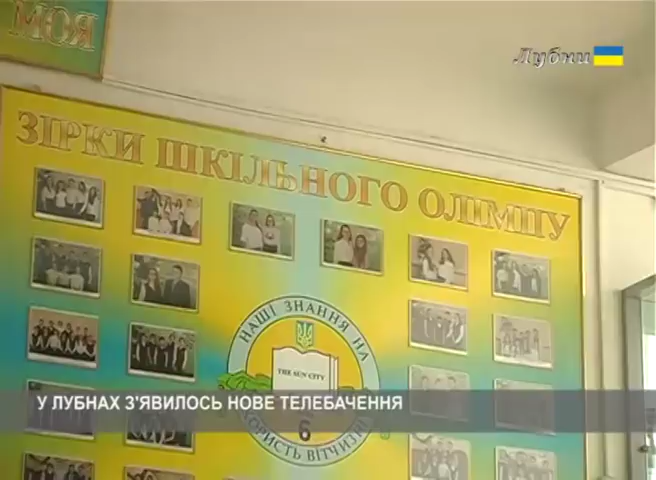 МОЯ
Лубни
ЗІРКИ ШКІЛЬНОГО ОЛІМПУ
НАШІ ЗНАННЯ НА
THE SUN CITY
У ЛУБНАХ З'ЯВИЛОСЬ НОВЕ ТЕЛЕБАЧЕННЯ
6
КОРИСТЬ ВІТЧИЗНІ